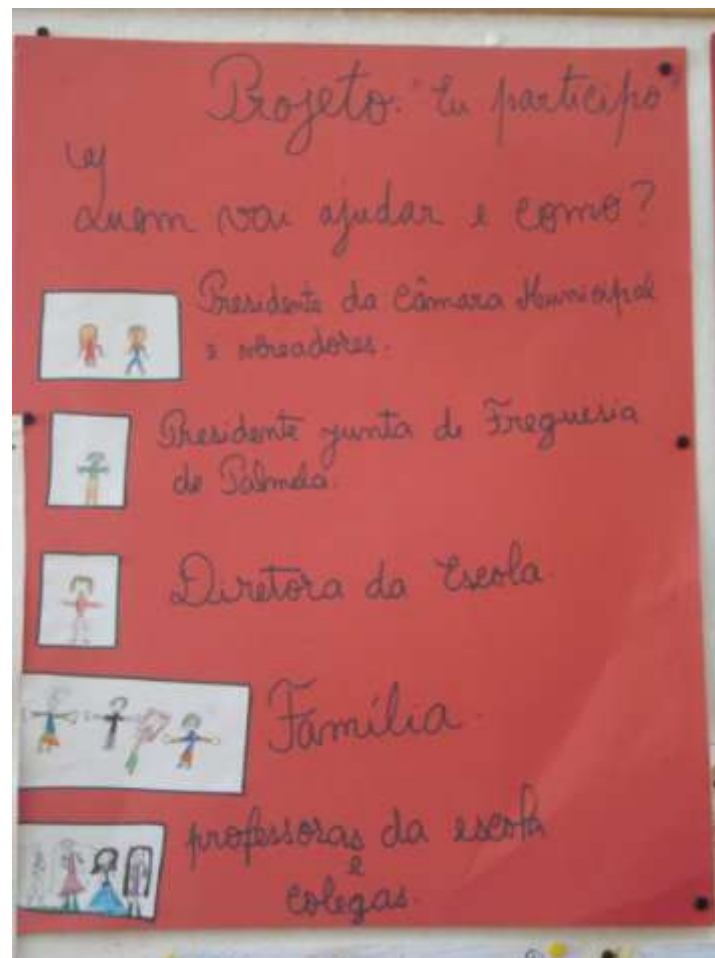 Projeto: "Eu participo"
Quem vai ajudar e como?
Presidente da Câmara Municipal
e vereadores.
Presidente junta de Freguesia
de Palmela.
Diretora da Escola
Família
professoras da escola
e
colegas.